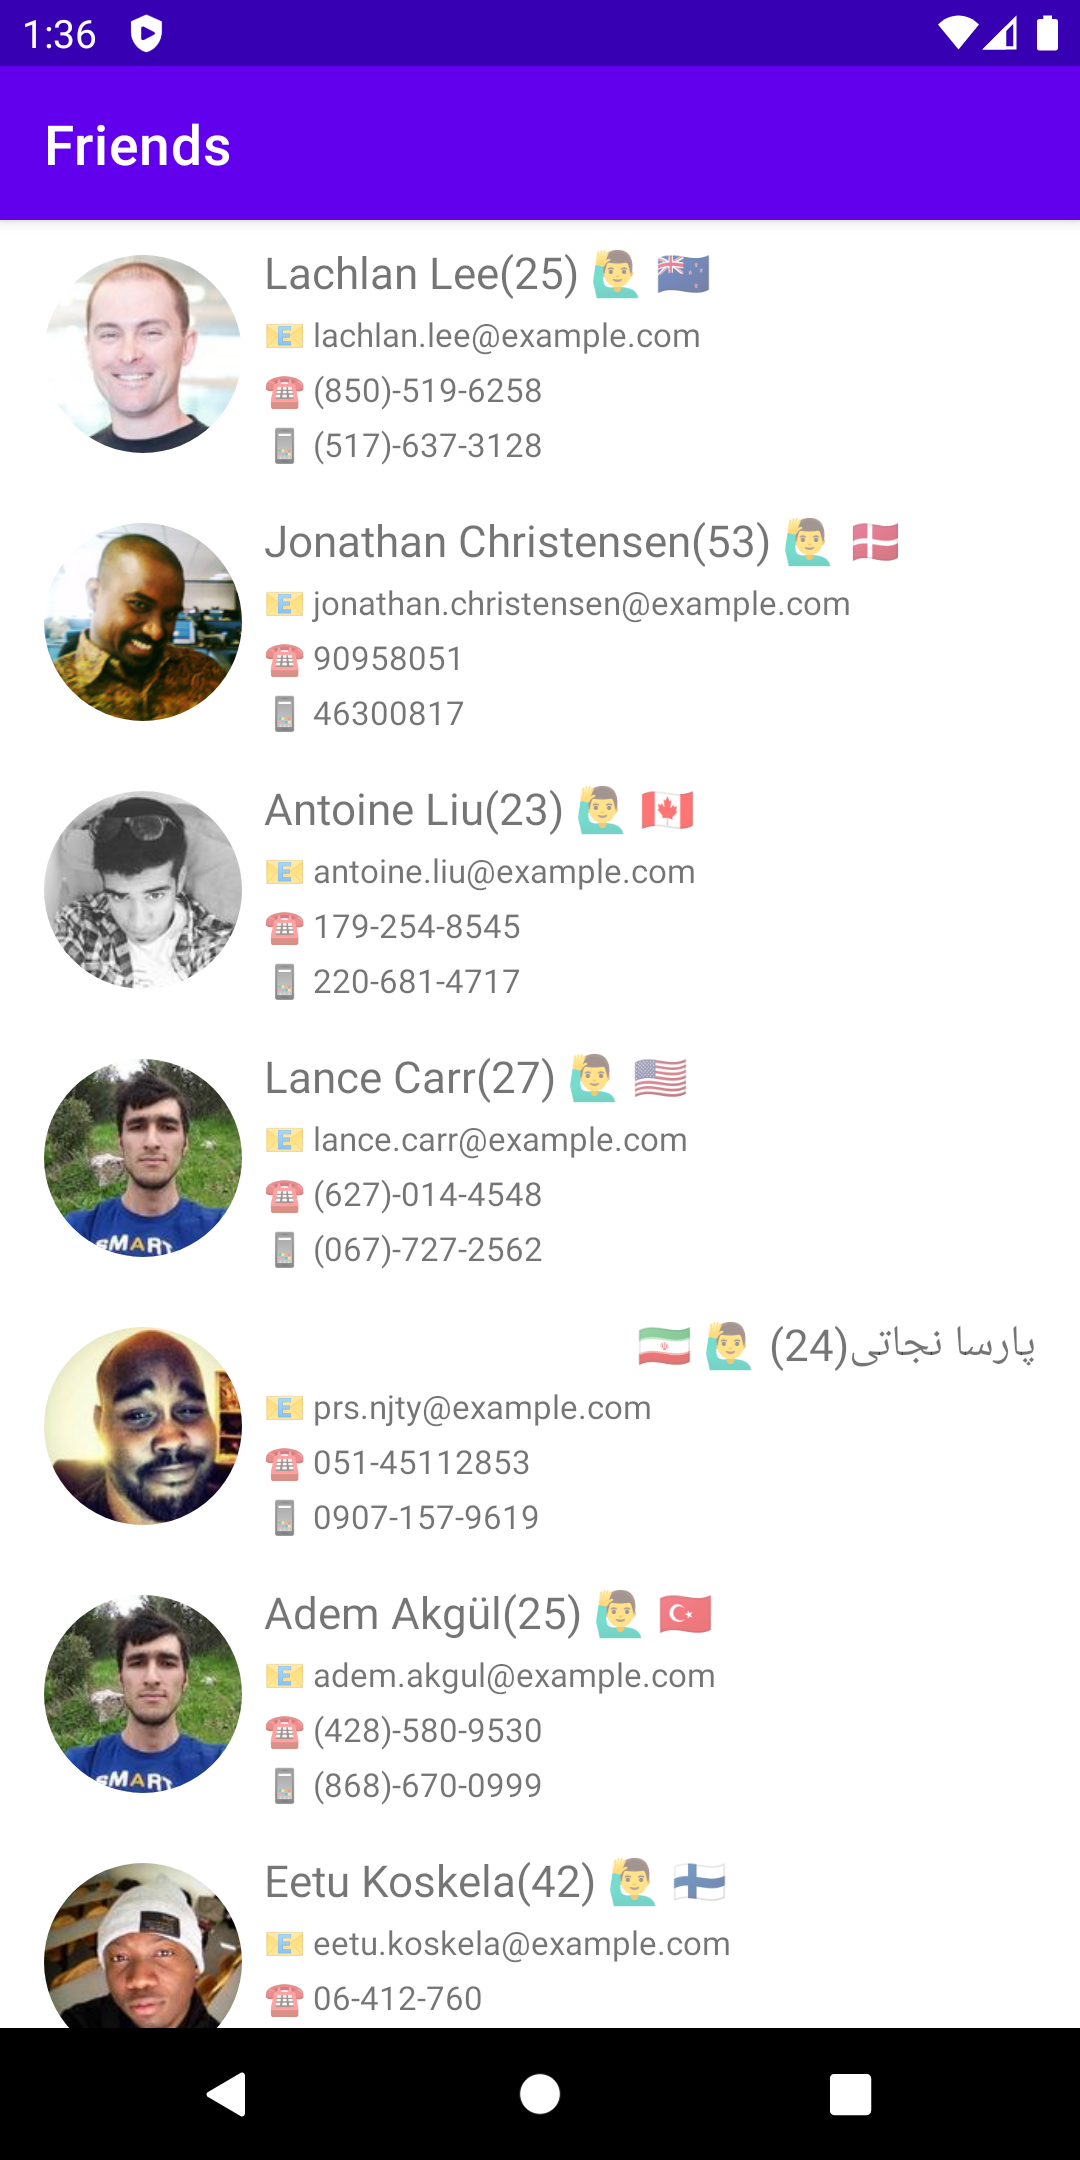 1:36
Friends
Lachlan Lee(25) 🙋‍♂️ 🇳🇿
📧 lachlan.lee@example.com
☎️ (850)-519-6258
📱 (517)-637-3128
Jonathan Christensen(53) 🙋‍♂️ 🇩🇰
📧 jonathan.christensen@example.com
☎️ 90958051
📱 46300817
Antoine Liu(23) 🙋‍♂️ 🇨🇦
📧 antoine.liu@example.com
☎️ 179-254-8545
📱 220-681-4717
Lance Carr(27) 🙋‍♂️ 🇺🇸
📧 lance.carr@example.com
☎️ (627)-014-4548
📱 (067)-727-2562
SMART
پارسا نجاتی(24) 🙋‍♂️ 🇮🇷
📧 prs.njty@example.com
☎️ 051-45112853
📱 0907-157-9619
Adem Akgül(25) 🙋‍♂️ 🇹🇷
📧 adem.akgul@example.com
☎️ (428)-580-9530
📱 (868)-670-0999
SMART
Eetu Koskela(42) 🙋‍♂️ 🇫🇮
📧 eetu.koskela@example.com
☎️ 06-412-760